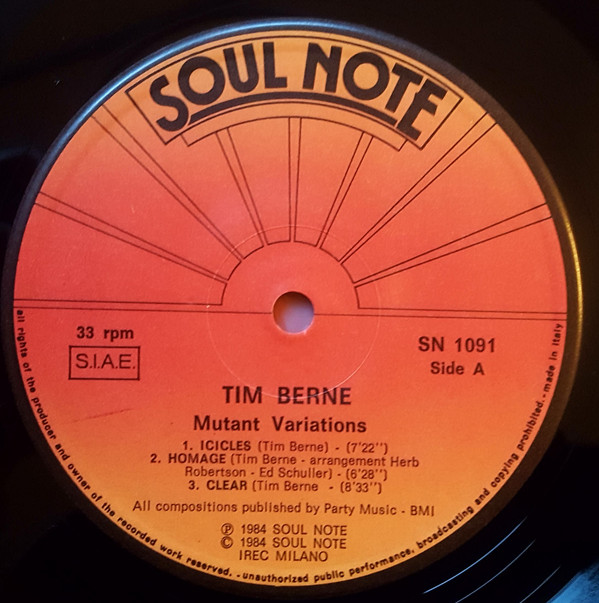 SOUL NOTE
33 rpm
S.I.A.E.
SN 1091
Side A
TIM BERNE
Mutant Variations
1. ICICLES (Tim Berne) - (7'22'')
2. HOMAGE (Tim Berne - arrangement Herb
Robertson - Ed Schuller) - (6'28'')
3. CLEAR (Tim Berne - (8'33'')
All compositions published by Party Music - BMI
℗ 1984 SOUL NOTE
© 1984 SOUL NOTE
IREC MILANO
all rights of the producer and owner of the recorded work reserved. - unauthorized public performance, broadcasting and copying prohibited. - made in italy